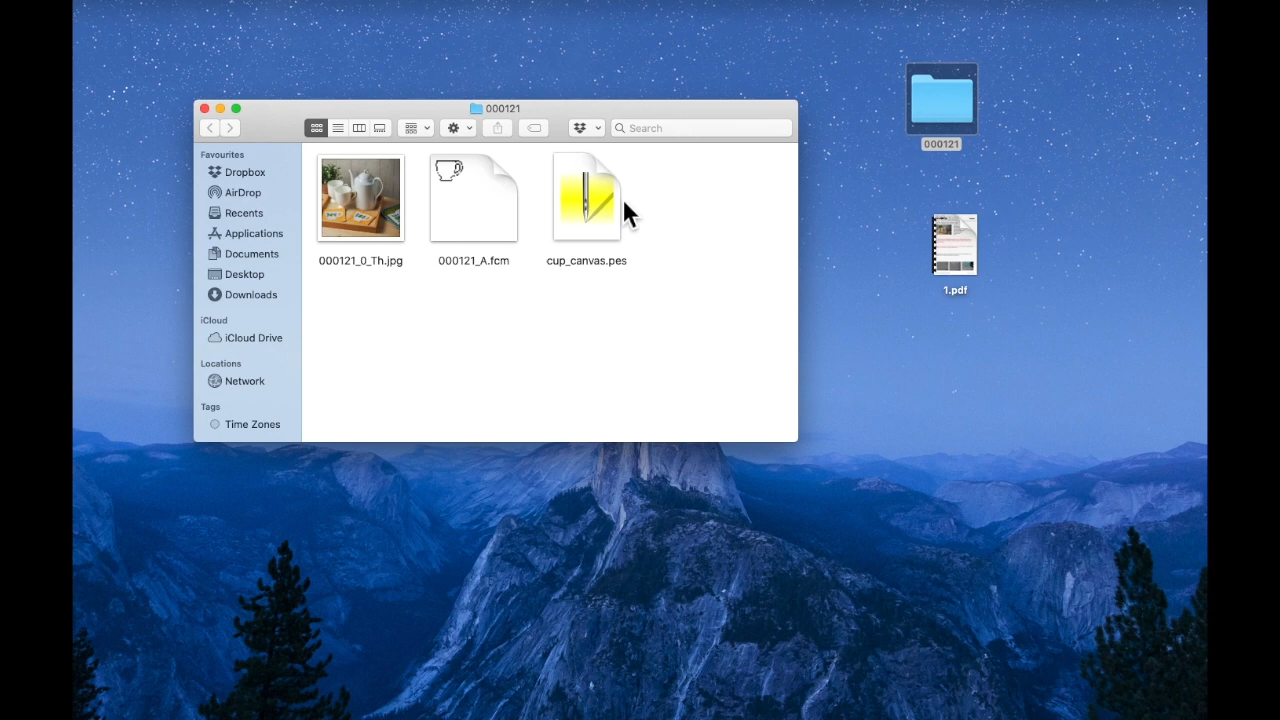 000121
Search
Favourites
Dropbox
AirDrop
Recents
Applications
Documents
Desktop
Downloads
iCloud
iCloud Drive
Locations
Network
Tags
Time Zones
000121_0_Th.jpg
000121_A.fcm
cup_canvas.pes
000121
1.pdf